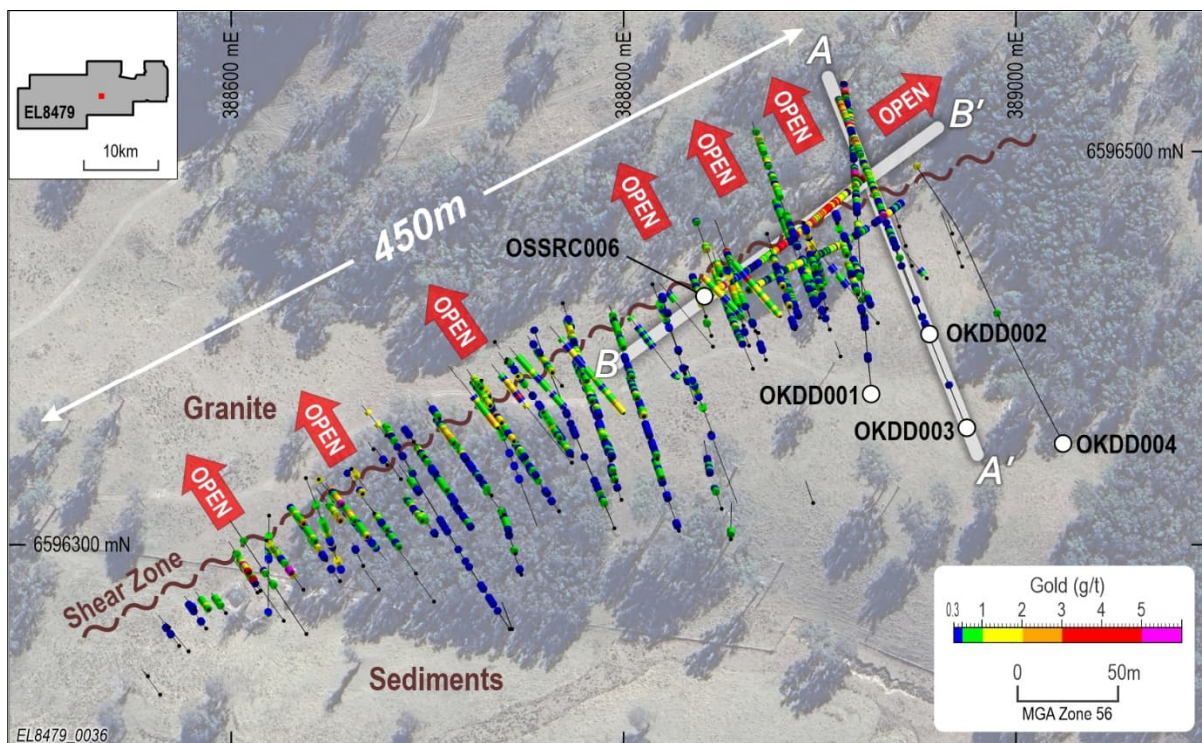 388600 mE
388800 mE
389000 mE
EL8479
10km
A
OPEN
B'
OPEN
6596500 mN
OPEN
OPEN
450m
OSSRC006
OPEN
B
OKDD002
Granite
OKDD001
OPEN
OKDD003
OKDD004
A'
OPEN
6596300 mN
Shear Zone
Sediments
Gold (g/t)
0.3 1 2 3 4 5
0 50m
MGA Zone 56
EL8479_0036